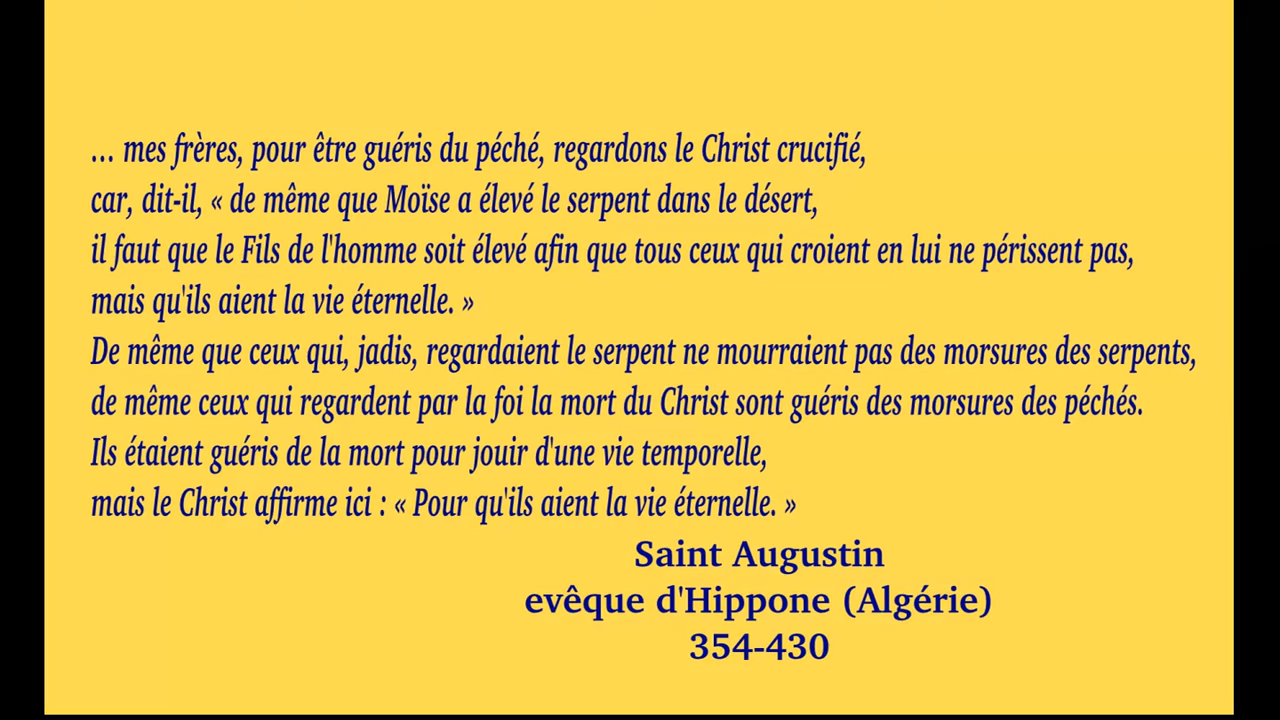 ... mes frères, pour être guéris du péché, regardons le Christ crucifié,
car, dit-il, « de même que Moïse a élevé le serpent dans le désert,
il faut que le Fils de l'homme soit élevé afin que tous ceux qui croient en lui ne périssent pas,
mais qu'ils aient la vie éternelle. »
De même que ceux qui, jadis, regardaient le serpent ne mourraient pas des morsures des serpents,
de même ceux qui regardent par la foi la mort du Christ sont guéris des morsures des péchés.
Ils étaient guéris de la mort pour jouir d'une vie temporelle,
mais le Christ affirme ici : « Pour qu'ils aient la vie éternelle. »
Saint Augustin
evêque d'Hippone (Algérie)
354-430